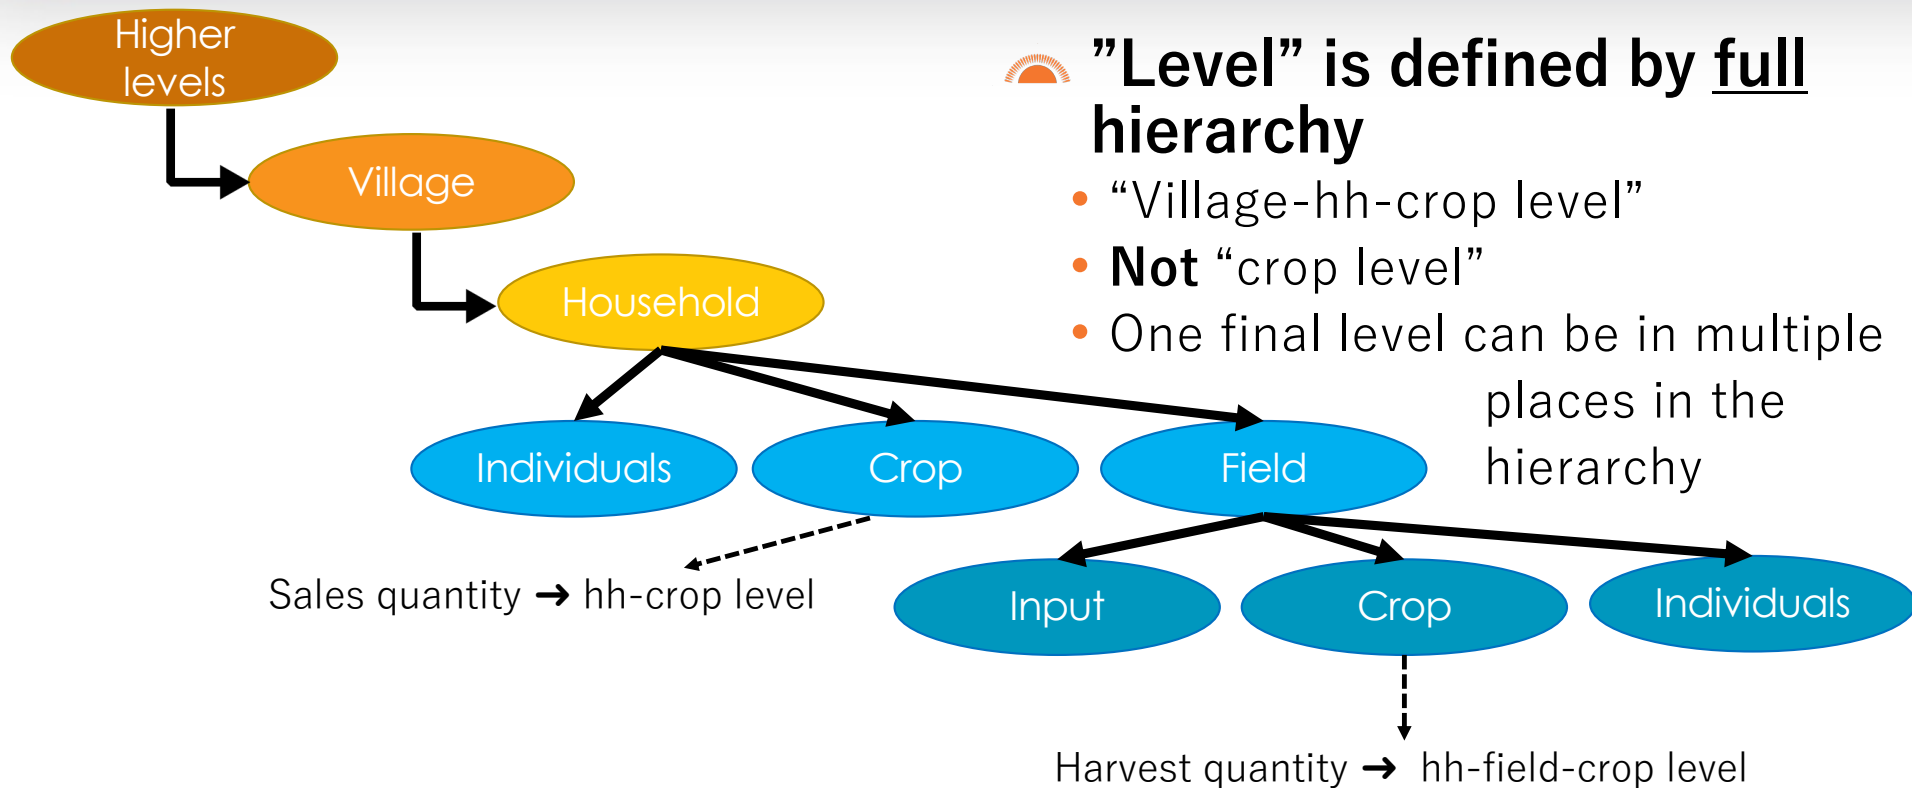 Higher
levels
Village
Household
Individuals
Crop
Field
Input
Crop
Individuals
Sales quantity ➜ hh-crop level
Harvest quantity ➜ hh-field-crop level
”Level” is defined by full
hierarchy
• “Village-hh-crop level”
• Not “crop level”
• One final level can be in multiple
places in the
hierarchy